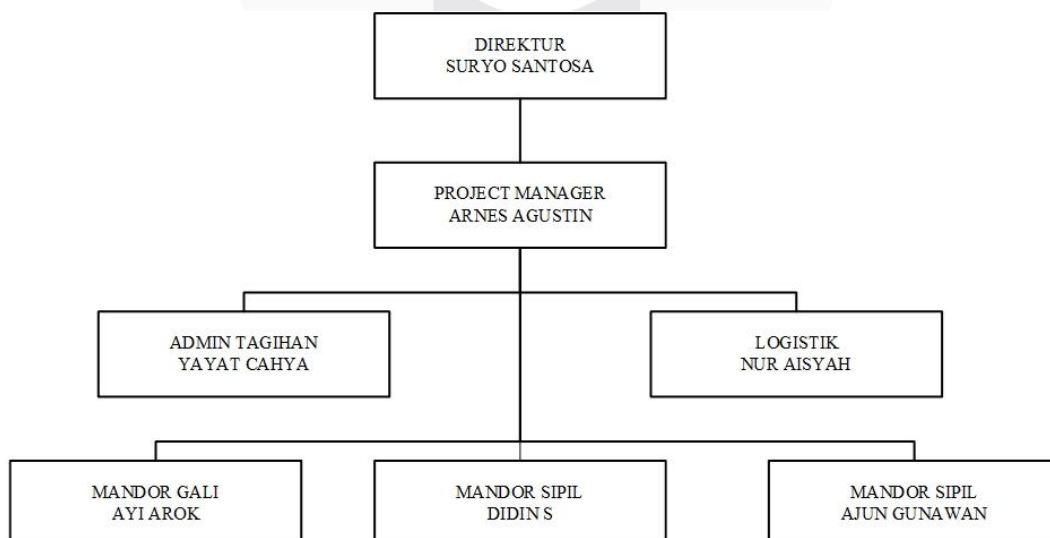 DIREKTUR
SURYO SANTOSA
PROJECT MANAGER
ARNES AGUSTIN
ADMIN TAGIHAN
YAYAT CAHYA
LOGISTIK
NUR AISYAH
MANDOR GALI
AYI AROK
MANDOR SIPIL
DIDIN S
MANDOR SIPIL
AJUN GUNAWAN